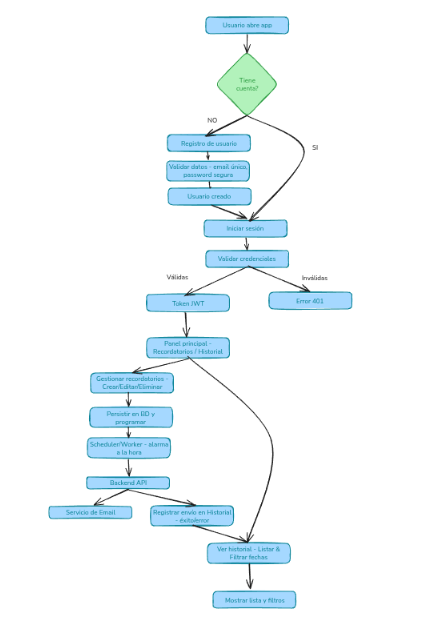 Usuario abre app
Tiene
cuenta?
NO
SI
Registro de usuario
Validar datos - email único,
password segura
Usuario creado
Iniciar sesión
Validar credenciales
Válidas
Inválidas
Token JWT
Error 401
Panel principal -
Recordatorios / Historial
Gestionar recordatorios -
Crear/Editar/Eliminar
Persistir en BD y
programar
Scheduler/Worker - alarma
a la hora
Backend API
Servicio de Email
Registrar envío en Historial
- éxito/error
Ver historial - Listar &
Filtrar fechas
Mostrar lista y filtros